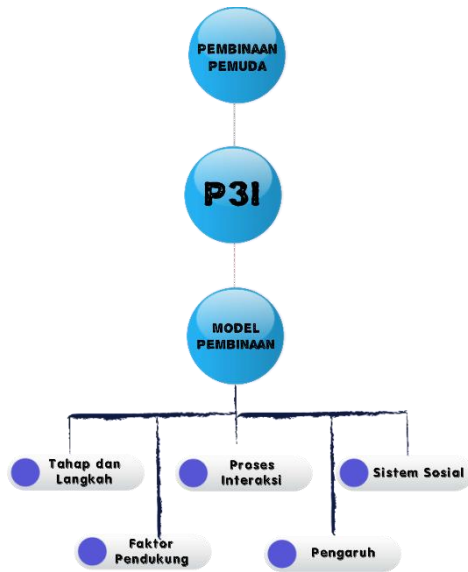 PEMBINAAN
PEMUDA
P3I
MODEL
PEMBINAAN
Tahap dan
Langkah
Proses
Interaksi
Sistem Sosial
Faktor
Pendukung
Pengaruh